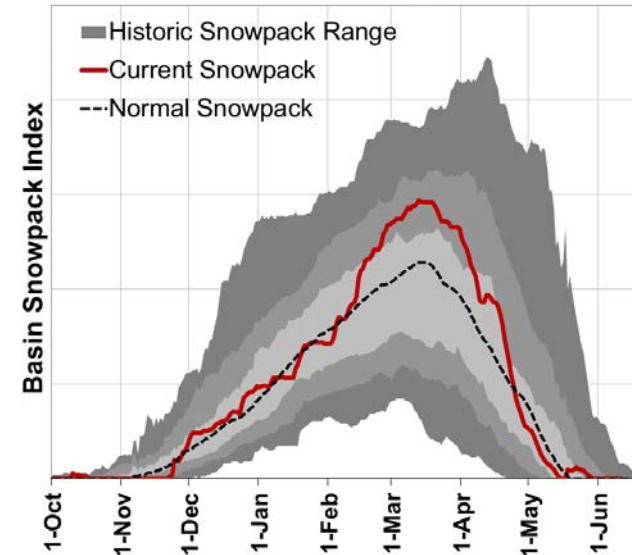 Historic Snowpack Range
Current Snowpack
Normal Snowpack
Basin Snowpack Index
1-Oct
1-Nov
1-Dec
1-Jan
1-Feb
1-Mar
1-Apr
1-May
1-Jun